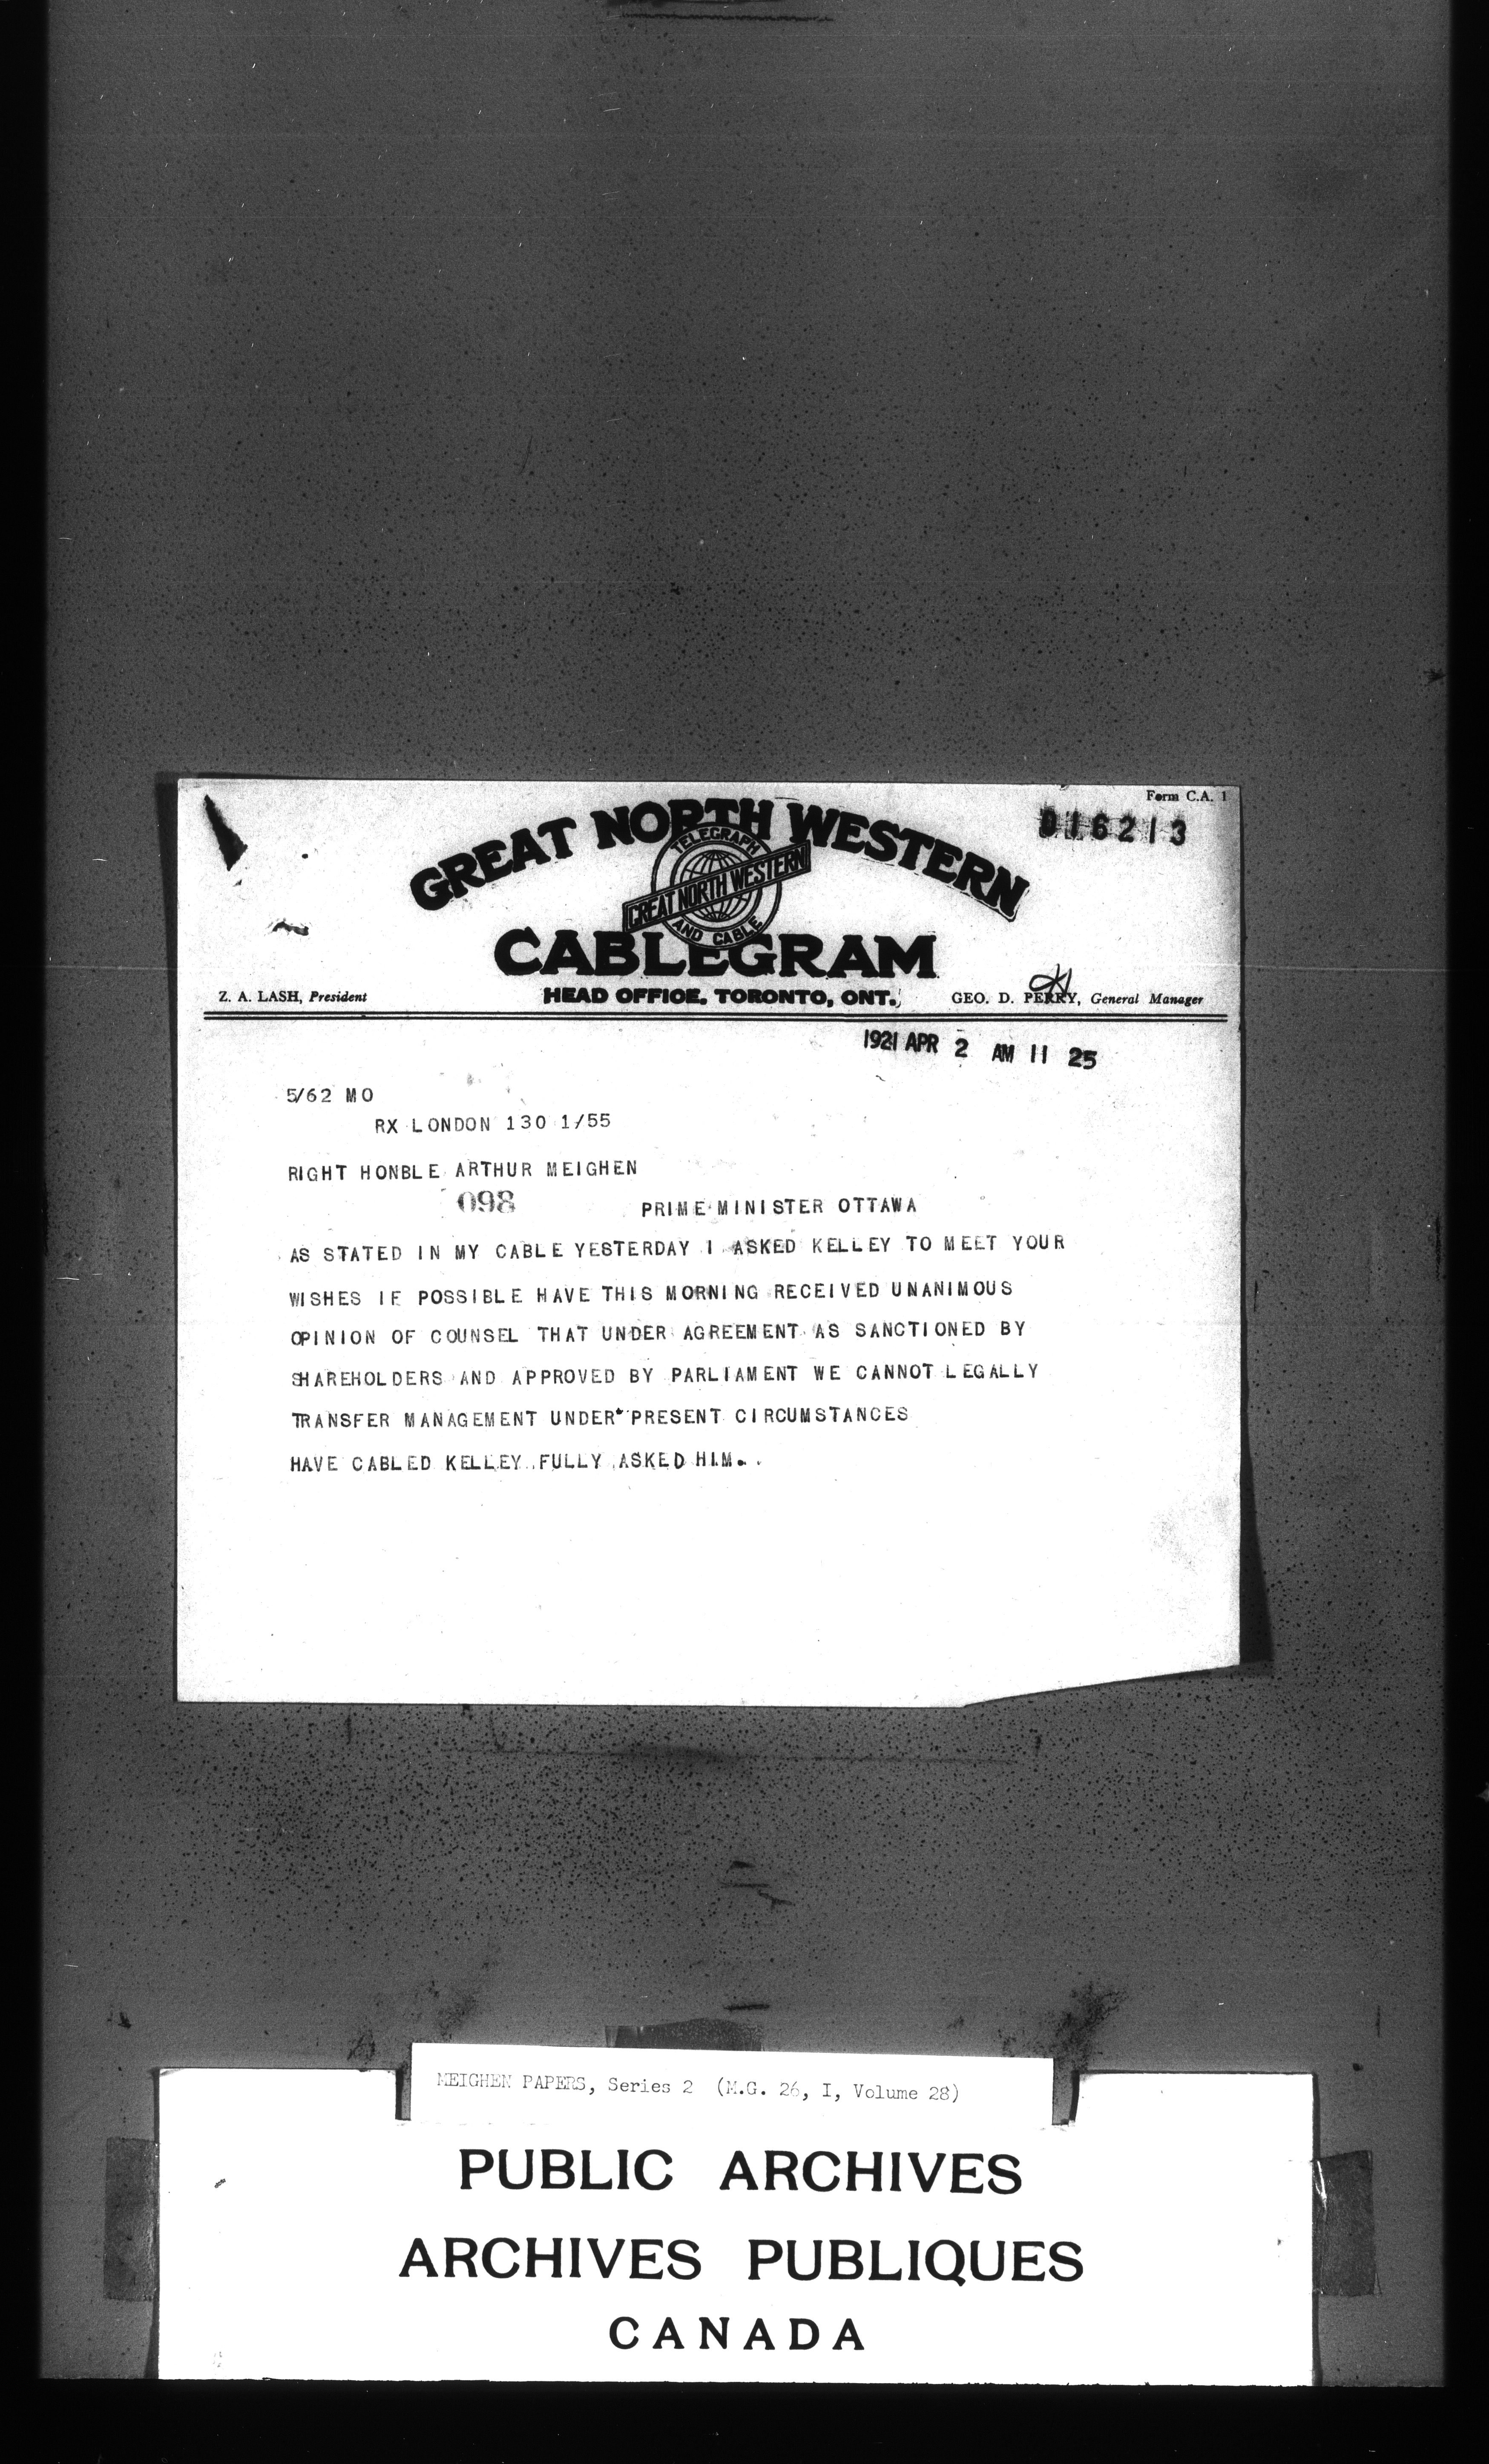 Form C.A. 1
016213
GREAT NORTH WESTERN
TELEGRAPH
GREAT NORTH WESTERN
AND CABLE
CABLEGRAM
Z. A. LASH, President
HEAD OFFICE, TORONTO, ONT.
GEO. D. PERRY, General Manager
1921 APR 2 AM 11 25
5/62 MO
RX LONDON 130 1/55
RIGHT HONBLE ARTHUR MEIGHEN
098
PRIME MINISTER OTTAWA
AS STATED IN MY CABLE YESTERDAY I ASKED KELLEY TO MEET YOUR
WISHES IF POSSIBLE HAVE THIS MORNING RECEIVED UNANIMOUS
OPINION OF COUNSEL THAT UNDER AGREEMENT AS SANCTIONED BY
SHAREHOLDERS AND APPROVED BY PARLIAMENT WE CANNOT LEGALLY
TRANSFER MANAGEMENT UNDER PRESENT CIRCUMSTANCES
HAVE CABLED KELLEY FULLY ASKED HIM..
MEIGHEN PAPERS, Series 2 (M.G. 26, I, Volume 28)
PUBLIC ARCHIVES
ARCHIVES PUBLIQUES
CANADA